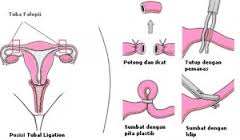 Tuba Falopii
Posisi Tubal Ligation
Potong dan ikat
Tutup dengan
pemanas
Sumbat dengan
pita plastik
Sumbat dengan
klip